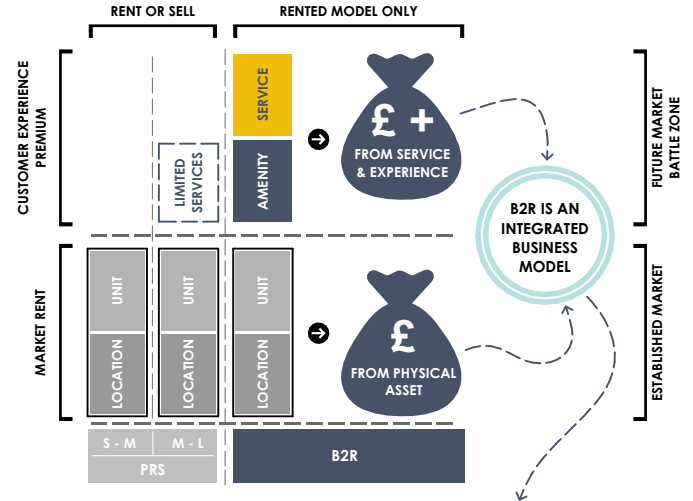 RENT OR SELL
RENTED MODEL ONLY
CUSTOMER EXPERIENCE
PREMIUM
LIMITED
SERVICES
SERVICE
AMENITY
£ +
FROM SERVICE
& EXPERIENCE
FUTURE MARKET
BATTLE ZONE
B2R IS AN
INTEGRATED
BUSINESS
MODEL
MARKET RENT
UNIT
LOCATION
UNIT
LOCATION
UNIT
LOCATION
£
FROM PHYSICAL
ASSET
ESTABLISHED MARKET
S - M
M - L
PRS
B2R